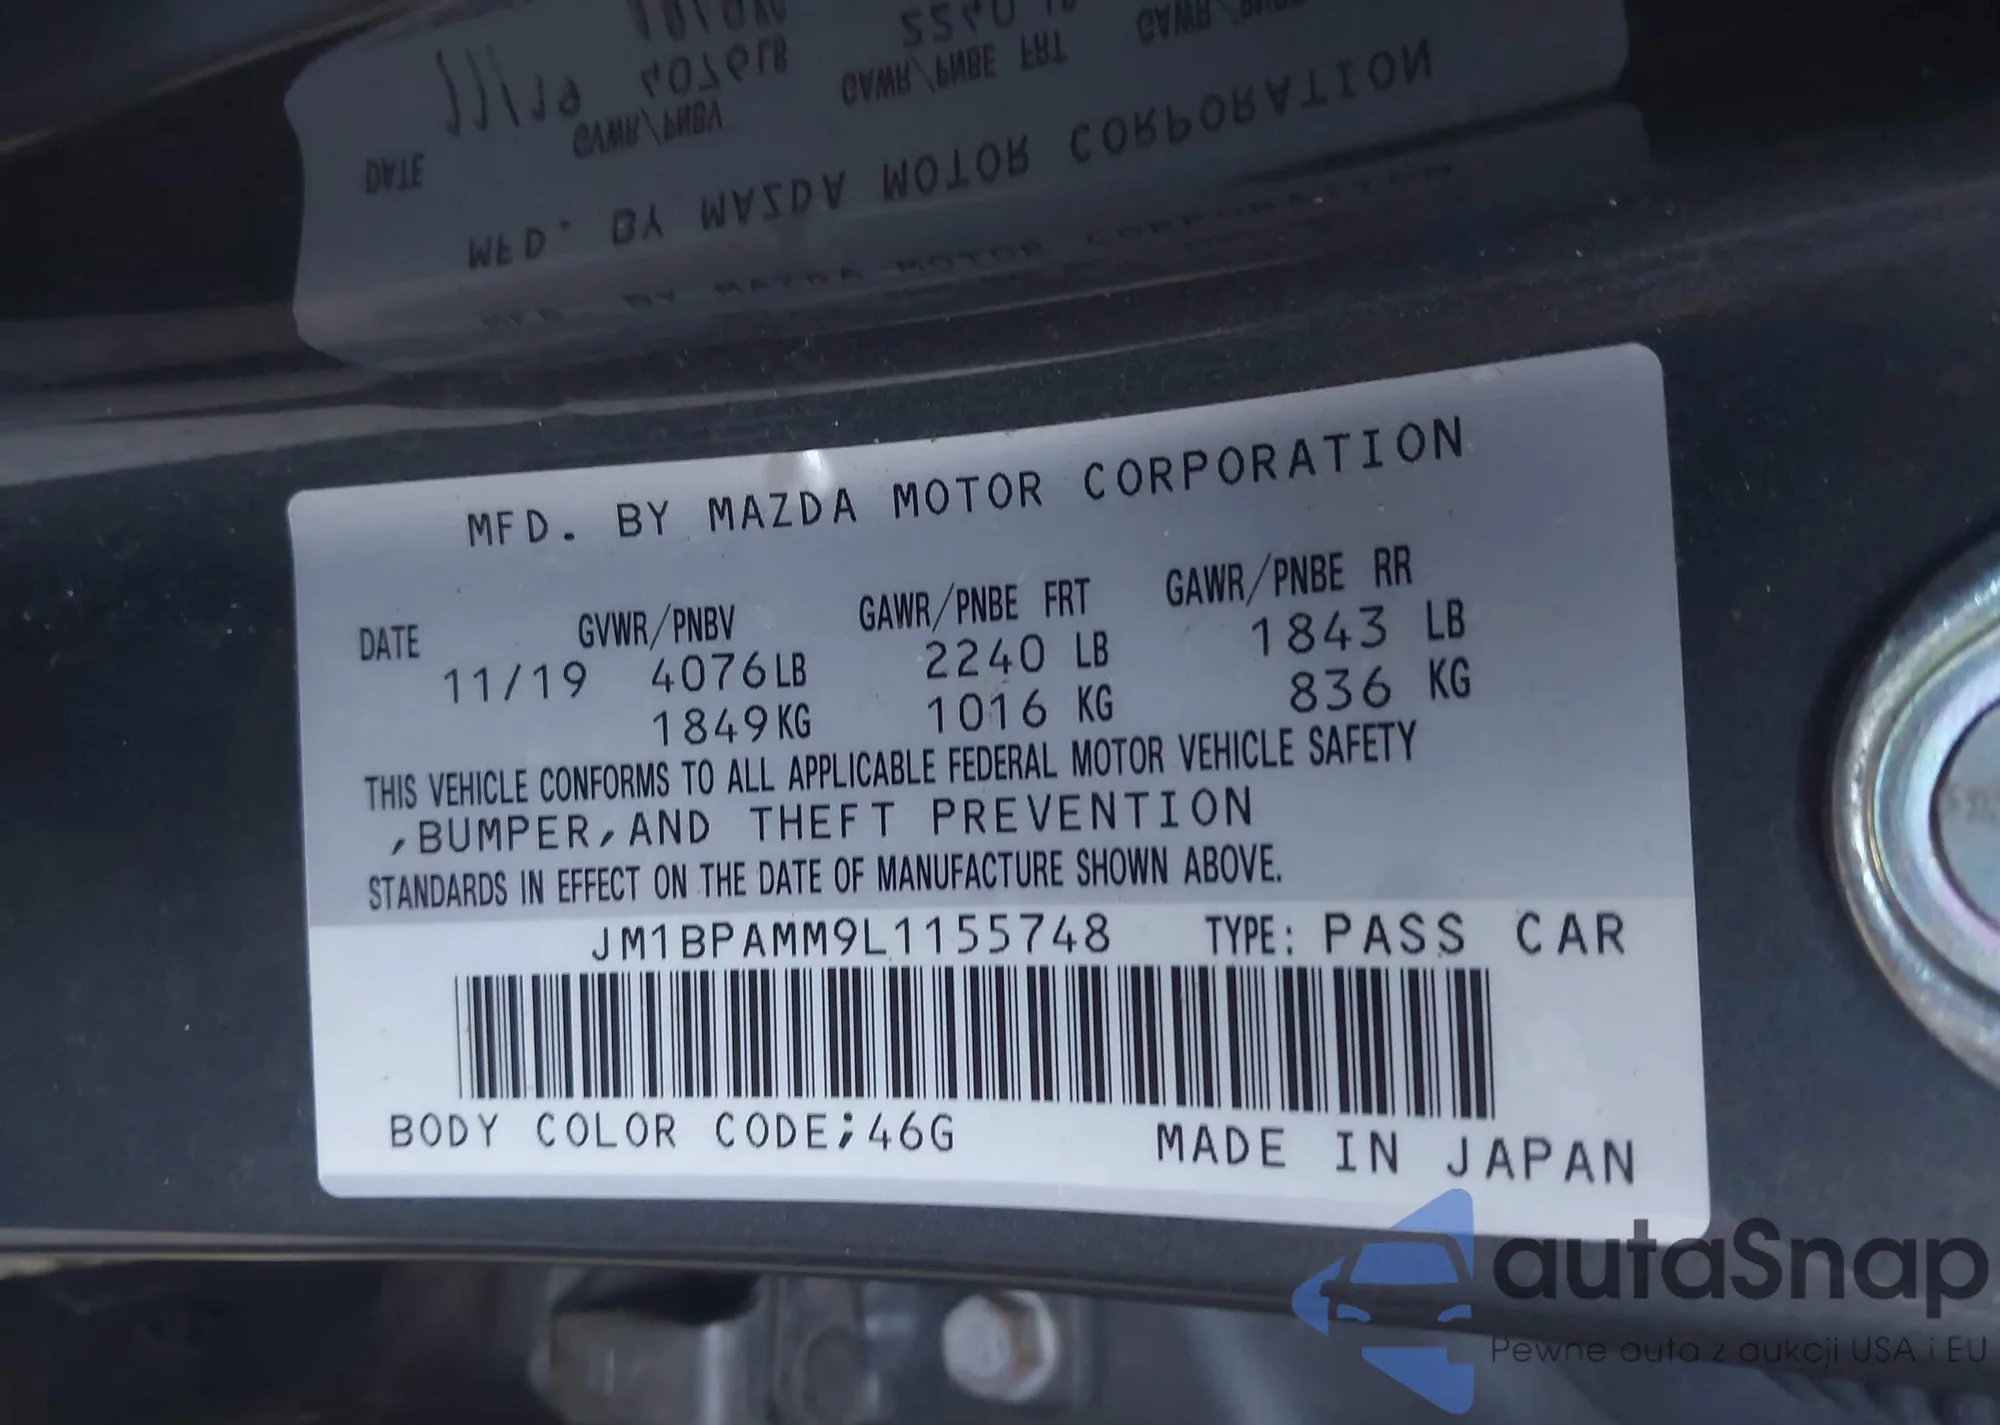 MFD. BY MAZDA MOTOR CORPORATION
DATE GVWR/PNBV GAWR/PNBE FRT GAWR/PNBE RR
11/19 4076LB 2240 LB 1843 LB
1849KG 1016 KG 836 KG
THIS VEHICLE CONFORMS TO ALL APPLICABLE FEDERAL MOTOR VEHICLE SAFETY
,BUMPER,AND THEFT PREVENTION
STANDARDS IN EFFECT ON THE DATE OF MANUFACTURE SHOWN ABOVE.
JM1BPAMM9L1155748 TYPE: PASS CAR
BODY COLOR CODE;46G MADE IN JAPAN
autaSnap
Pewne auta z aukcji USA i EU